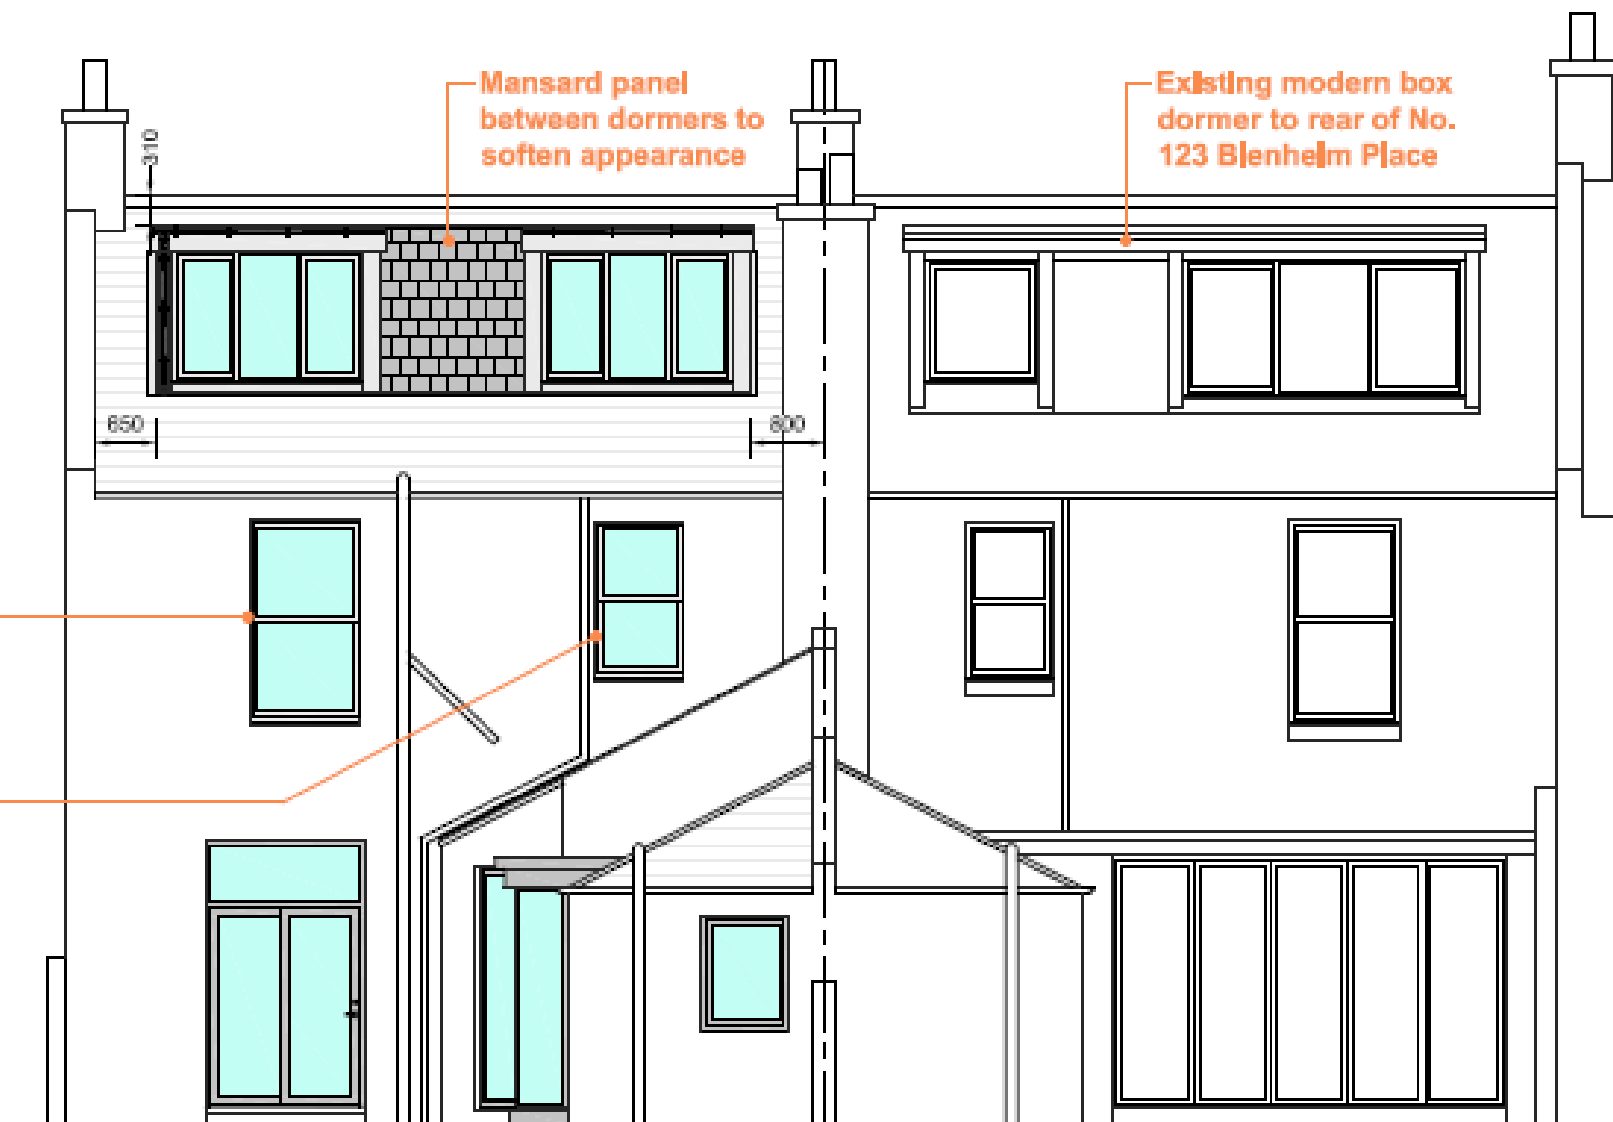 Mansard panel
between dormers to
soften appearance
Existing modern box
dormer to rear of No.
123 Blenheim Place
310
650
800